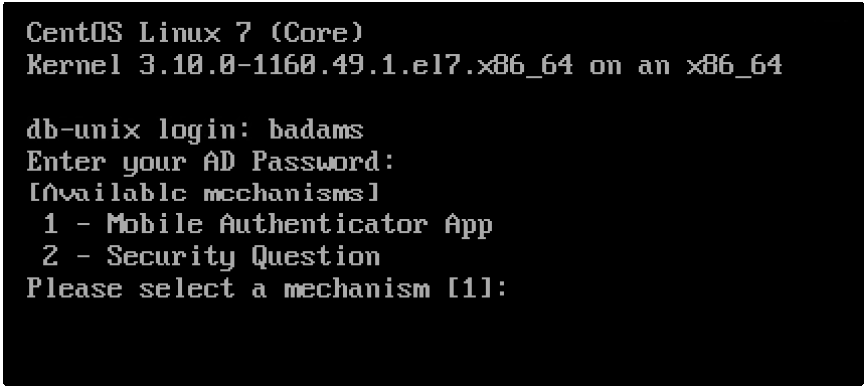 CentOS Linux 7 (Core)
Kernel 3.10.0-1160.49.1.el7.x86_64 on an x86_64
db-unix login: badams
Enter your AD Password:
[Available mechanisms]
1 - Mobile Authenticator App
2 - Security Question
Please select a mechanism [1]: